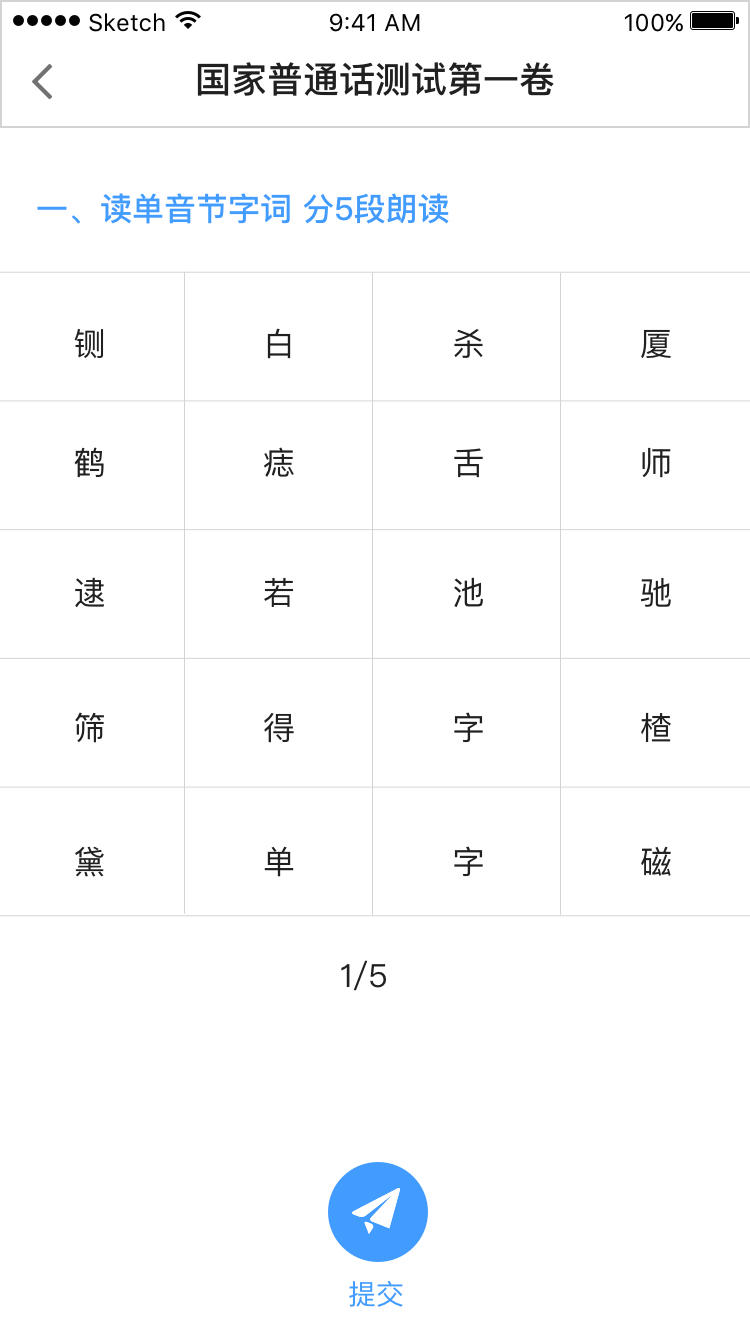 Sketch 9:41 AM 100%
国家普通话测试第一卷
一、读单音节字词 分5段朗读
铡 白 杀 厦
鹤 痣 舌 师
逮 若 池 驰
筛 得 字 楂
黛 单 字 磁
1/5
提交